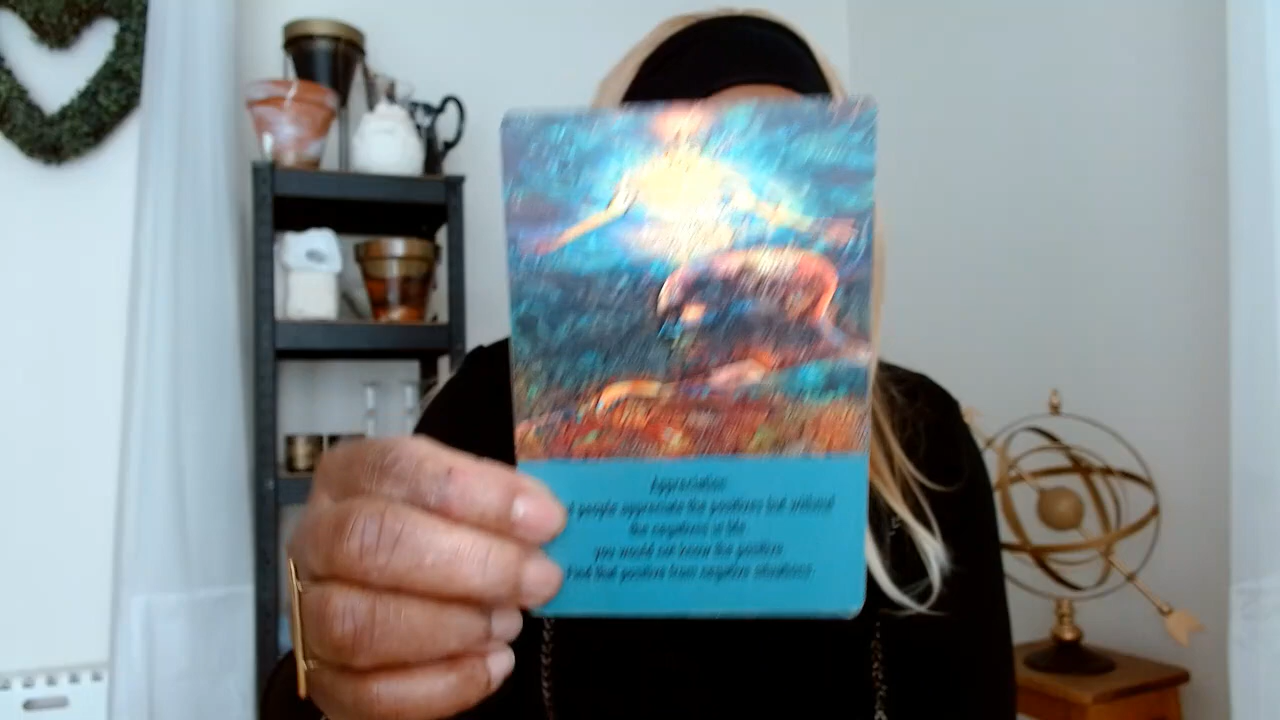 Appreciation
people appreciate the positives but without
the negatives in life
you would not know the positive
Find that positive from negative situations